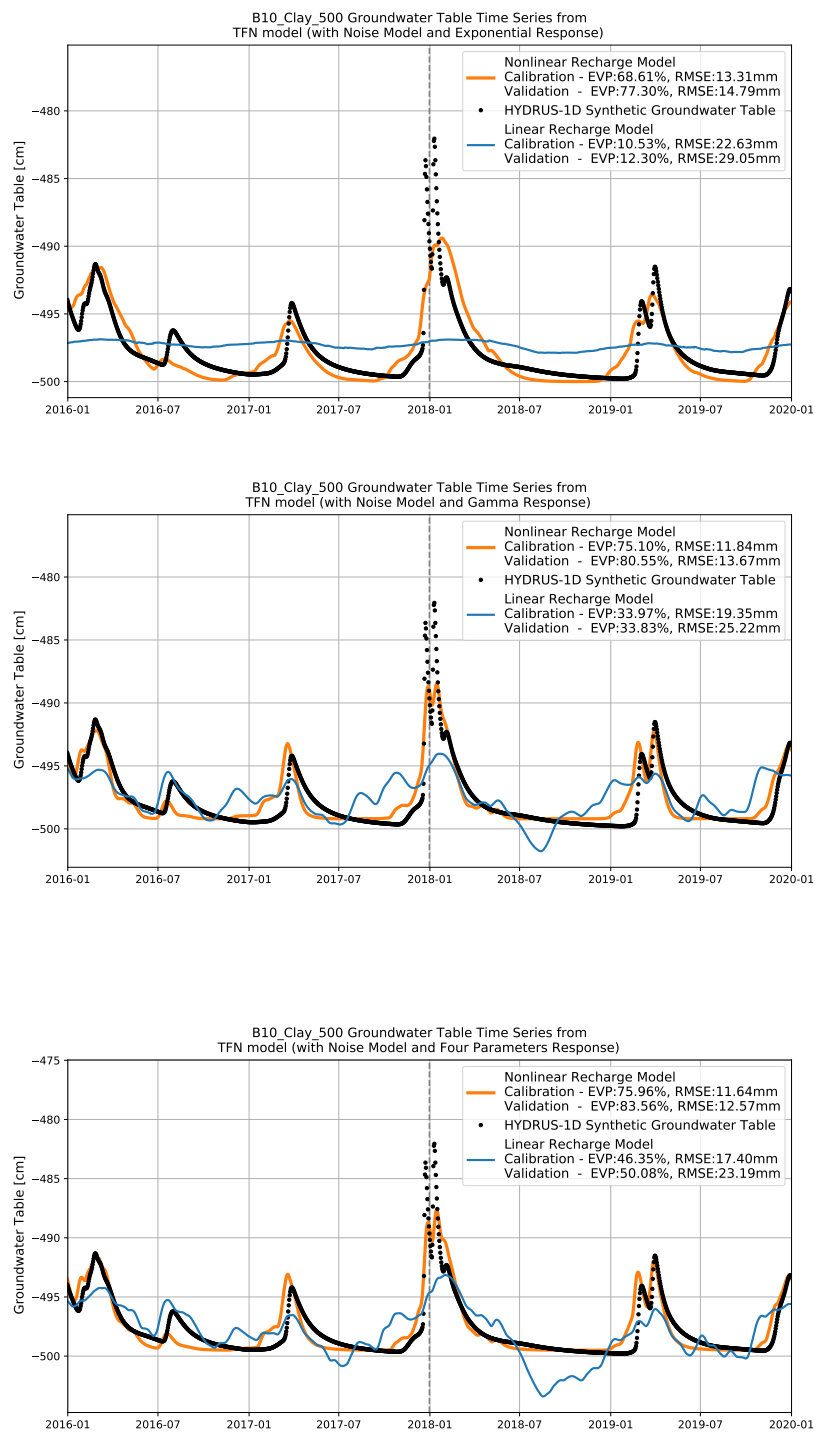 B10_Clay_500 Groundwater Table Time Series from
TFN model (with Noise Model and Exponential Response)
Nonlinear Recharge Model
Calibration - EVP:68.61%, RMSE:13.31mm
Validation  -  EVP:77.30%, RMSE:14.79mm
HYDRUS-1D Synthetic Groundwater Table
Linear Recharge Model
Calibration - EVP:10.53%, RMSE:22.63mm
Validation  -  EVP:12.30%, RMSE:29.05mm
Groundwater Table [cm]
−480
−485
−490
−495
−500
2016-01 2016-07 2017-01 2017-07 2018-01 2018-07 2019-01 2019-07 2020-01
B10_Clay_500 Groundwater Table Time Series from
TFN model (with Noise Model and Gamma Response)
Nonlinear Recharge Model
Calibration - EVP:75.10%, RMSE:11.84mm
Validation  -  EVP:80.55%, RMSE:13.67mm
HYDRUS-1D Synthetic Groundwater Table
Linear Recharge Model
Calibration - EVP:33.97%, RMSE:19.35mm
Validation  -  EVP:33.83%, RMSE:25.22mm
Groundwater Table [cm]
−480
−485
−490
−495
−500
2016-01 2016-07 2017-01 2017-07 2018-01 2018-07 2019-01 2019-07 2020-01
B10_Clay_500 Groundwater Table Time Series from
TFN model (with Noise Model and Four Parameters Response)
Nonlinear Recharge Model
Calibration - EVP:75.96%, RMSE:11.64mm
Validation  -  EVP:83.56%, RMSE:12.57mm
HYDRUS-1D Synthetic Groundwater Table
Linear Recharge Model
Calibration - EVP:46.35%, RMSE:17.40mm
Validation  -  EVP:50.08%, RMSE:23.19mm
Groundwater Table [cm]
−475
−480
−485
−490
−495
−500
2016-01 2016-07 2017-01 2017-07 2018-01 2018-07 2019-01 2019-07 2020-01